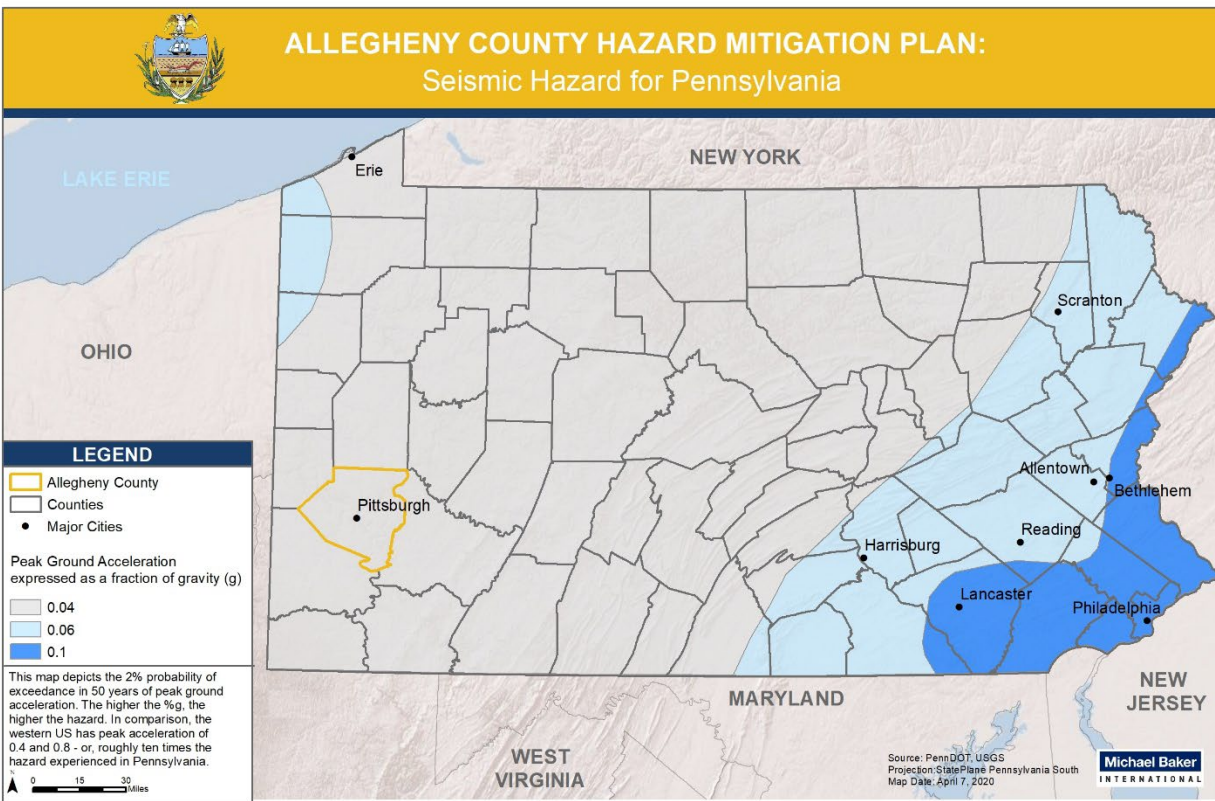 ALLEGHENY COUNTY HAZARD MITIGATION PLAN:
Seismic Hazard for Pennsylvania
NEW YORK
Erie
LAKE ERIE
Scranton
OHIO
LEGEND
Allegheny County
Counties
Major Cities
Peak Ground Acceleration
expressed as a fraction of gravity (g)
0.04
0.06
0.1
This map depicts the 2% probability of
exceedance in 50 years of peak ground
acceleration. The higher the %g, the
higher the hazard. In comparison, the
western US has peak acceleration of
0.4 and 0.8 - or, roughly ten times the
hazard experienced in Pennsylvania.
N
0 15 30
Miles
Pittsburgh
Allentown
Bethlehem
Reading
Harrisburg
Lancaster
Philadelphia
MARYLAND
NEW
JERSEY
WEST
VIRGINIA
Source: PennDOT, USGS
Projection:StatePlane Pennsylvania South
Map Date: April 7, 2020
Michael Baker
INTERNATIONAL